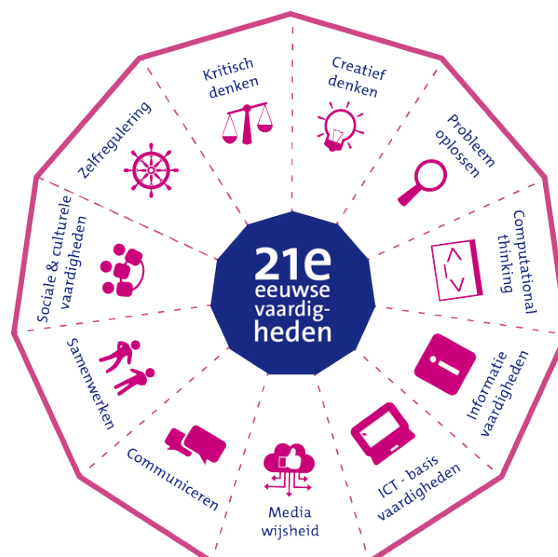 Kritisch
denken
Creatief
denken
Probleem
oplossen
Computational
thinking
Informatie
vaardigheden
ICT - basis
vaardigheden
Media
wijsheid
Communiceren
Samenwerken
Sociale & culturele
vaardigheden
Zelfregulering
21e
eeuwse
vaardig-
heden